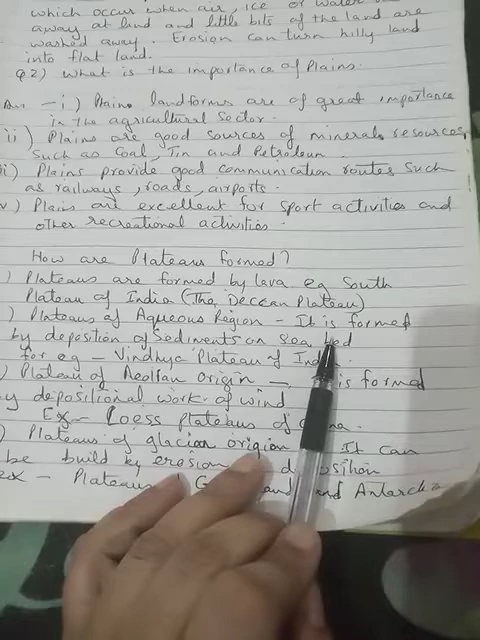 which occur when air, ice or water
away at land and little bits of the land are
washed away. Erosion can turn hilly land
into flat land.
Q.2) What is the importance of Plains.
Ans - i) Plains landforms are of great importance
in the agricultural Sector.
ii) Plains are good sources of minerals resources
such as Coal, Tin and Petroleum.
ii) Plains provide good communication routes such
as railways, roads, airports.
v) Plains are excellent for sport activities and
other recreational activities.
How are Plateaus formed?
) Plateaus are formed by lava eg South
Plateau of India (The Deccan Plateau)
) Plateaus of Aqueous Region - It is formed
by deposition of Sediments on Sea bed
for eg - Vindhya Plateau of
) Plateau of Aeolian Origin - is formed
by depositional work of wind
Ex - Loess plateaus of
) Plateaus of glacian origion It can
be build by erosion
Ex - Plateaus and Antarctic